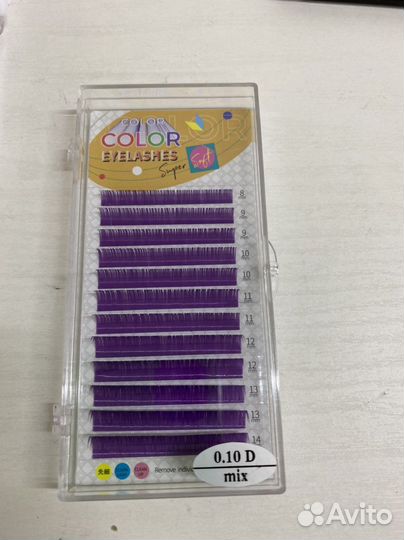 COLOR
COLOR
EYELASHES
Super Soft
8
9
9
10
10
11
11
12
12
13
13
14
0.10 D
mix
Remove
Avito